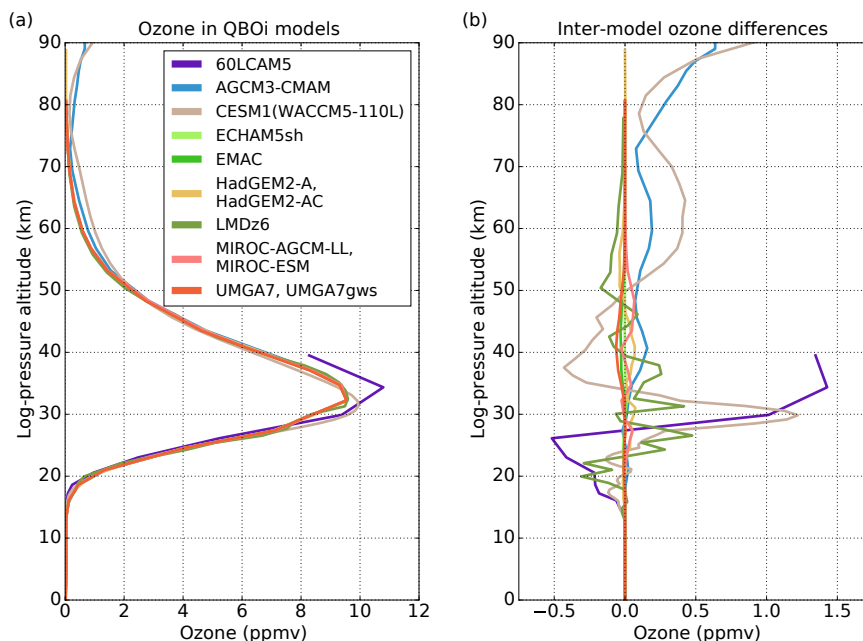 (a)
Ozone in QBOi models
90
80
70
60
50
40
30
20
10
0
Log-pressure altitude (km)
60LCAM5
AGCM3-CMAM
CESM1(WACCM5-110L)
ECHAM5sh
EMAC
HadGEM2-A,
HadGEM2-AC
LMDz6
MIROC-AGCM-LL,
MIROC-ESM
UMGA7, UMGA7gws
0 2 4 6 8 10 12
Ozone (ppmv)
(b)
Inter-model ozone differences
90
80
70
60
50
40
30
20
10
0
Log-pressure altitude (km)
−0.5 0.0 0.5 1.0 1.5
Ozone (ppmv)